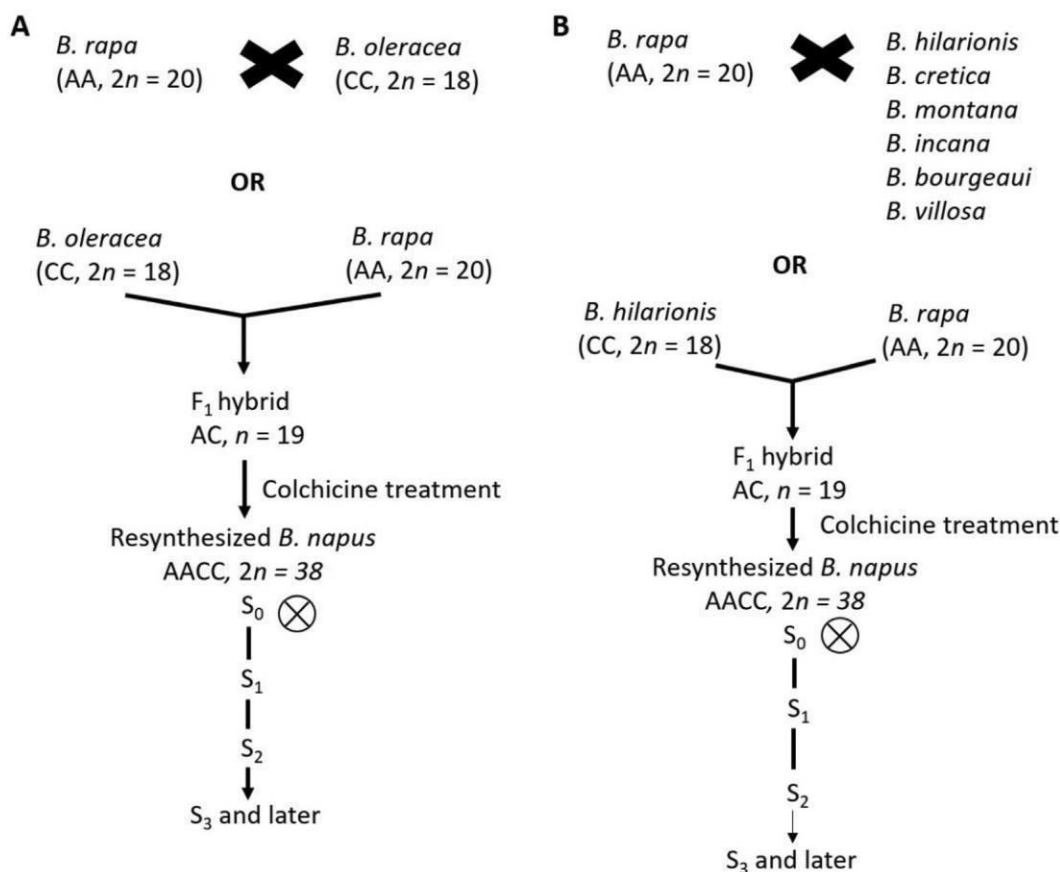 A
B. rapa
(AA, 2n = 20)
B. oleracea
(CC, 2n = 18)
OR
B. oleracea
(CC, 2n = 18)
B. rapa
(AA, 2n = 20)
F₁ hybrid
AC, n = 19
Colchicine treatment
Resynthesized B. napus
AACC, 2n = 38
S₀
S₁
S₂
S₃ and later
B
B. rapa
(AA, 2n = 20)
B. hilarionis
B. cretica
B. montana
B. incana
B. bourgeaui
B. villosa
OR
B. hilarionis
(CC, 2n = 18)
B. rapa
(AA, 2n = 20)
F₁ hybrid
AC, n = 19
Colchicine treatment
Resynthesized B. napus
AACC, 2n = 38
S₀
S₁
S₂
S₃ and later